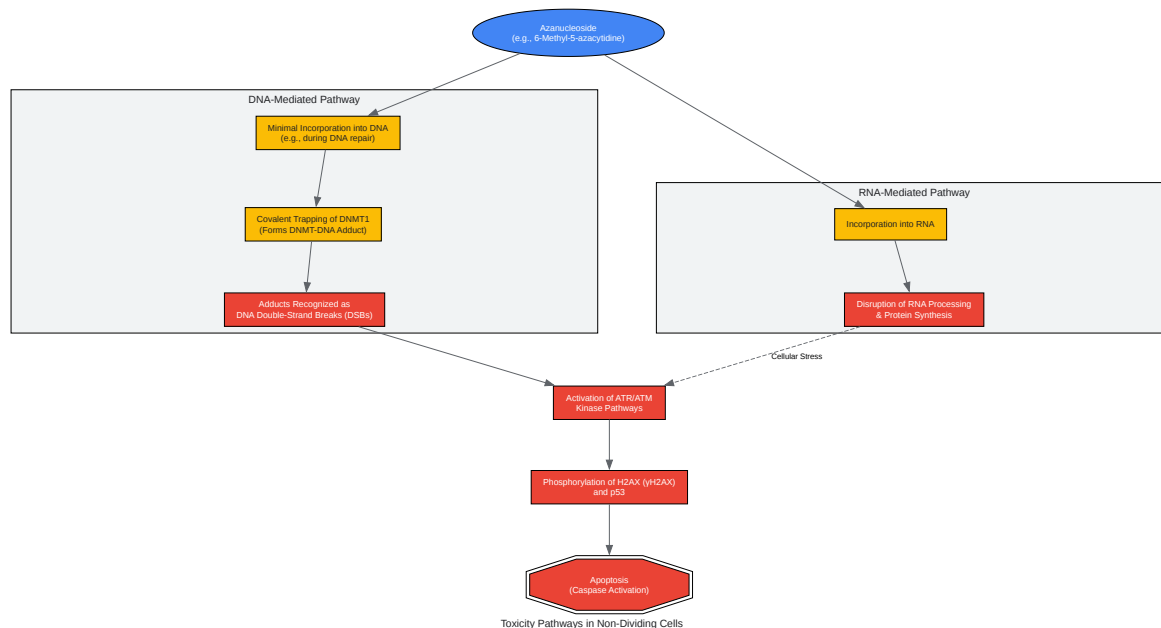 Azanucleoside
(e.g., 6-Methyl-5-azacytidine)
DNA-Mediated Pathway
Minimal Incorporation into DNA
(e.g., during DNA repair)
Covalent Trapping of DNMT1
(Forms DNMT-DNA Adduct)
Adducts Recognized as
DNA Double-Strand Breaks (DSBs)
RNA-Mediated Pathway
Incorporation into RNA
Disruption of RNA Processing
& Protein Synthesis
Cellular Stress
Activation of ATR/ATM
Kinase Pathways
Phosphorylation of H2AX (γH2AX)
and p53
Apoptosis
(Caspase Activation)
Toxicity Pathways in Non-Dividing Cells